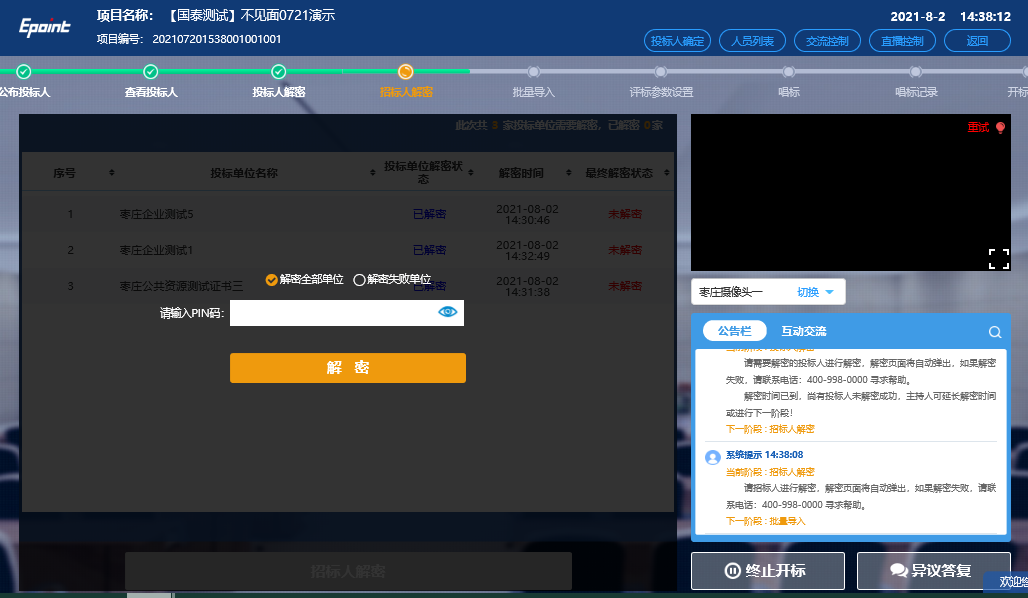 Epoint
项目名称： 【国泰测试】不见面0721演示
项目编号： 202107201538001001001
2021-8-2 14:38:12
投标人确定 人员列表 交流控制 直播控制 返回
公布投标人 查看投标人 投标人解密 招标人解密 批量导入 评标参数设置 唱标 唱标记录 开标
此次共 3 家投标单位需要解密，已解密 0 家
序号 投标单位名称 投标单位解密状态 解密时间 最终解密状态
1 枣庄企业测试5 已解密 2021-08-02 14:30:46 未解密
2 枣庄企业测试1 已解密 2021-08-02 14:32:49 未解密
3 枣庄公共资源测试证书三 已解密 2021-08-02 14:31:38 未解密
解密全部单位 解密失败单位
请输入PIN码：
解 密
招标人解密
重试
枣庄摄像头一 切换
公告栏 互动交流
当前阶段：投标人解密
请需要解密的投标人进行解密，解密页面将自动弹出，如果解密
失败，请联系电话：400-998-0000 寻求帮助。
解密时间已到，尚有投标人未解密成功，主持人可延长解密时间
或进行下一阶段！
下一阶段：招标人解密
系统提示 14:38:08
当前阶段：招标人解密
请招标人进行解密，解密页面将自动弹出，如果解密失败，请联
系电话：400-998-0000 寻求帮助。
下一阶段：批量导入
终止开标 异议答复
欢迎您